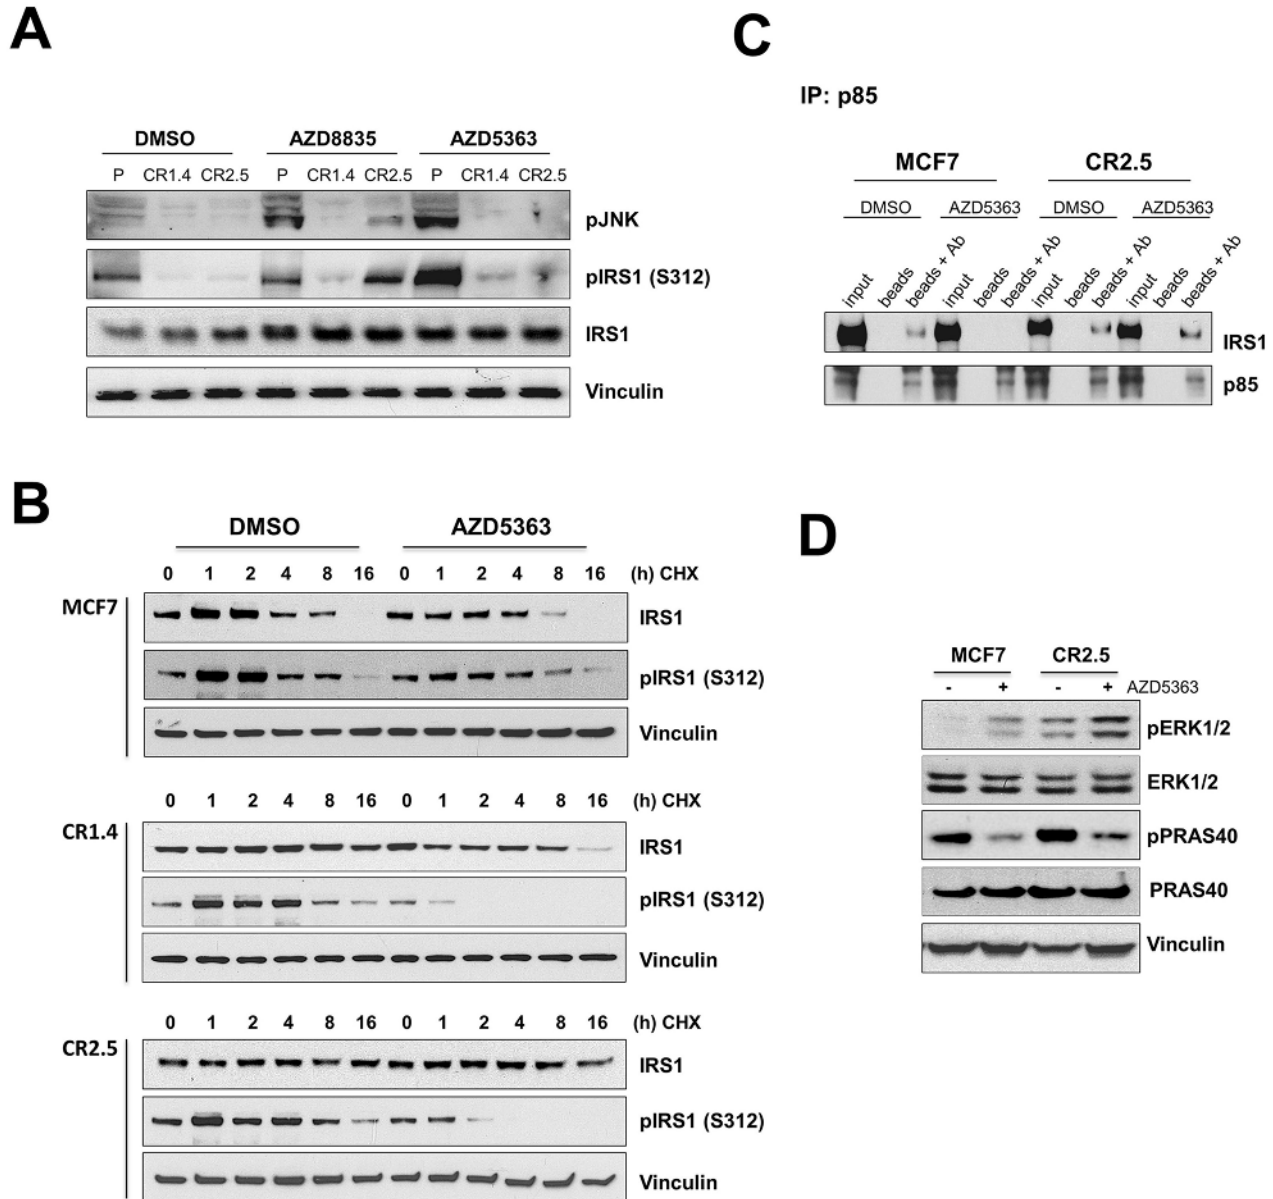 A
DMSO AZD8835 AZD5363
P CR1.4 CR2.5 P CR1.4 CR2.5 P CR1.4 CR2.5
pJNK
pIRS1 (S312)
IRS1
Vinculin
B
DMSO AZD5363
0 1 2 4 8 16 0 1 2 4 8 16 (h) CHX
MCF7
IRS1
pIRS1 (S312)
Vinculin
0 1 2 4 8 16 0 1 2 4 8 16 (h) CHX
CR1.4
IRS1
pIRS1 (S312)
Vinculin
0 1 2 4 8 16 0 1 2 4 8 16 (h) CHX
CR2.5
IRS1
pIRS1 (S312)
Vinculin
C
IP: p85
MCF7 CR2.5
DMSO AZD5363 DMSO AZD5363
input beads beads + Ab input beads beads + Ab input beads beads + Ab input beads beads + Ab
IRS1
p85
D
MCF7 CR2.5
- + - + AZD5363
pERK1/2
ERK1/2
pPRAS40
PRAS40
Vinculin